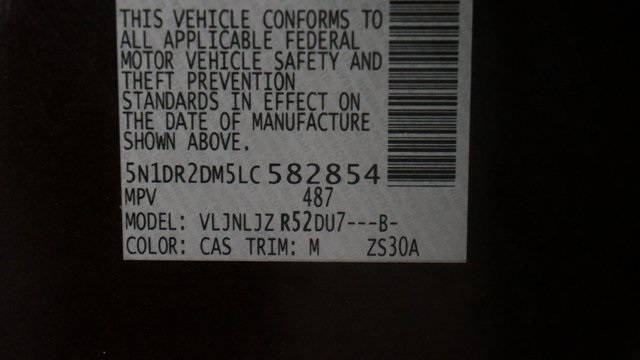 THIS VEHICLE CONFORMS TO
ALL APPLICABLE FEDERAL
MOTOR VEHICLE SAFETY AND
THEFT PREVENTION
STANDARDS IN EFFECT ON
THE DATE OF MANUFACTURE
SHOWN ABOVE.
5N1DR2DM5LC582854
MPV 487
MODEL: VLJNLJZ R52DU7---B-
COLOR: CAS TRIM: M ZS30A